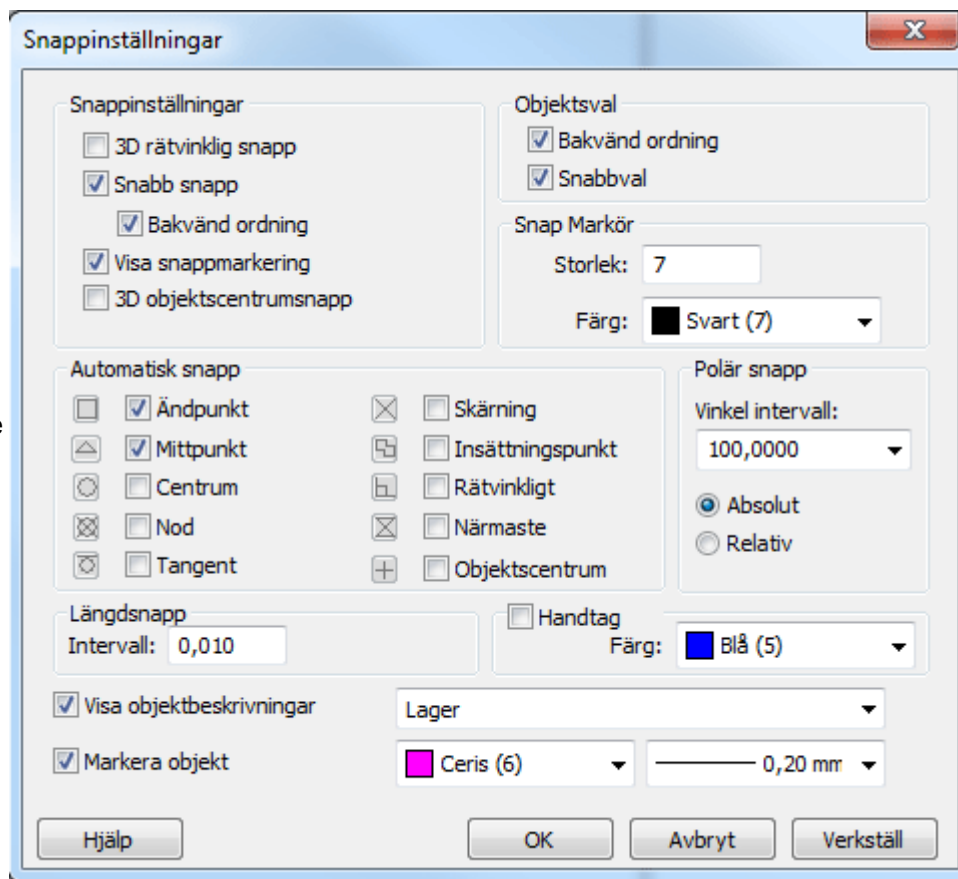 Snappinställningar
Snappinställningar
3D rätvinklig snapp
Snabb snapp
Bakvänd ordning
Visa snappmarkering
3D objektscentrumsnapp
Objektsval
Bakvänd ordning
Snabbval
Snap Markör
Storlek: 7
Färg: Svart (7)
Automatisk snapp
Ändpunkt
Mittpunkt
Centrum
Nod
Tangent
Skärning
Insättningspunkt
Rätvinkligt
Närmaste
Objektscentrum
Polär snapp
Vinkel intervall:
100,0000
Absolut
Relativ
Längdsnapp
Intervall: 0,010
Handtag
Färg: Blå (5)
Visa objektbeskrivningar Lager
Markera objekt Ceris (6) 0,20 mm
Hjälp OK Avbryt Verkställ